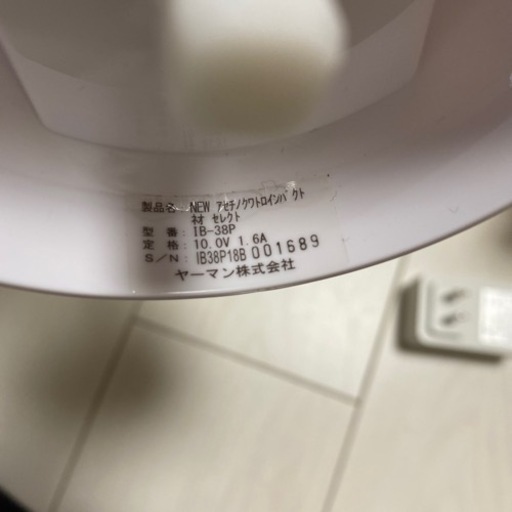 製品名:NEW アセチノクワトロインパクト
ネオ セレクト
型 番:IB-38P
定 格:10.0V 1.6A
S/N:IB38P18B001689
ヤーマン株式会社